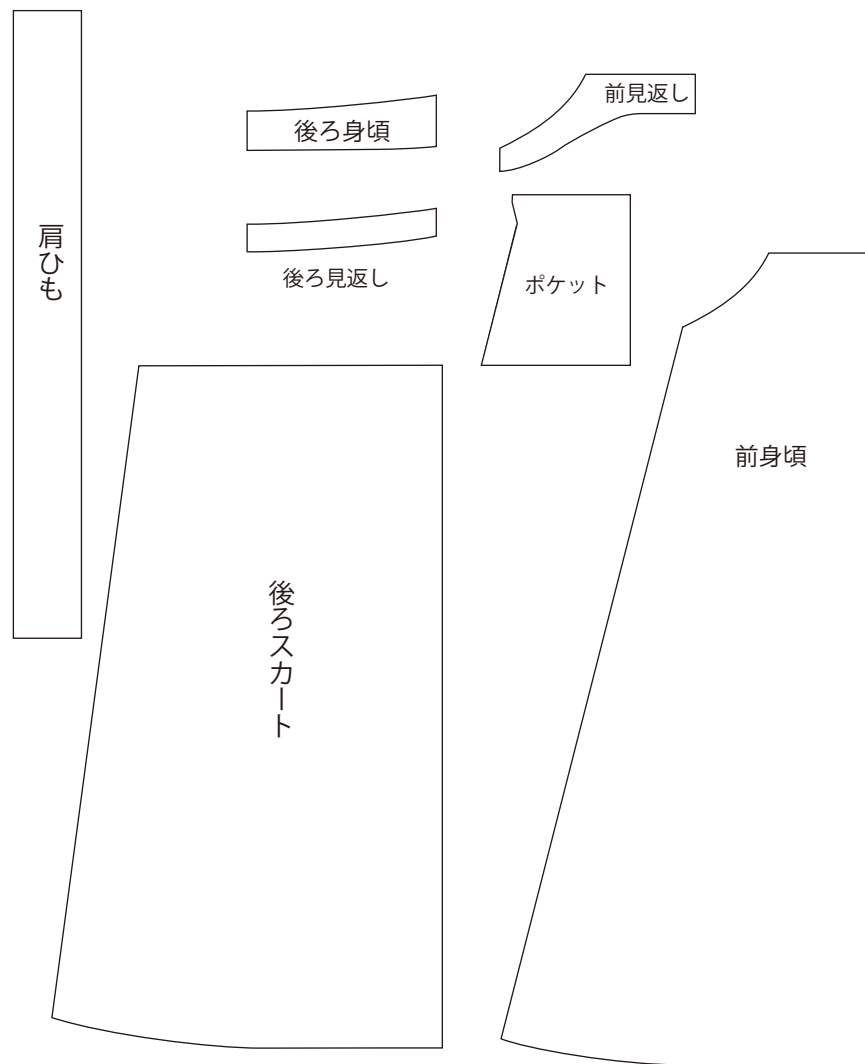 肩ひも
後ろ身頃
前見返し
後ろ見返し
ポケット
前身頃
後ろスカート